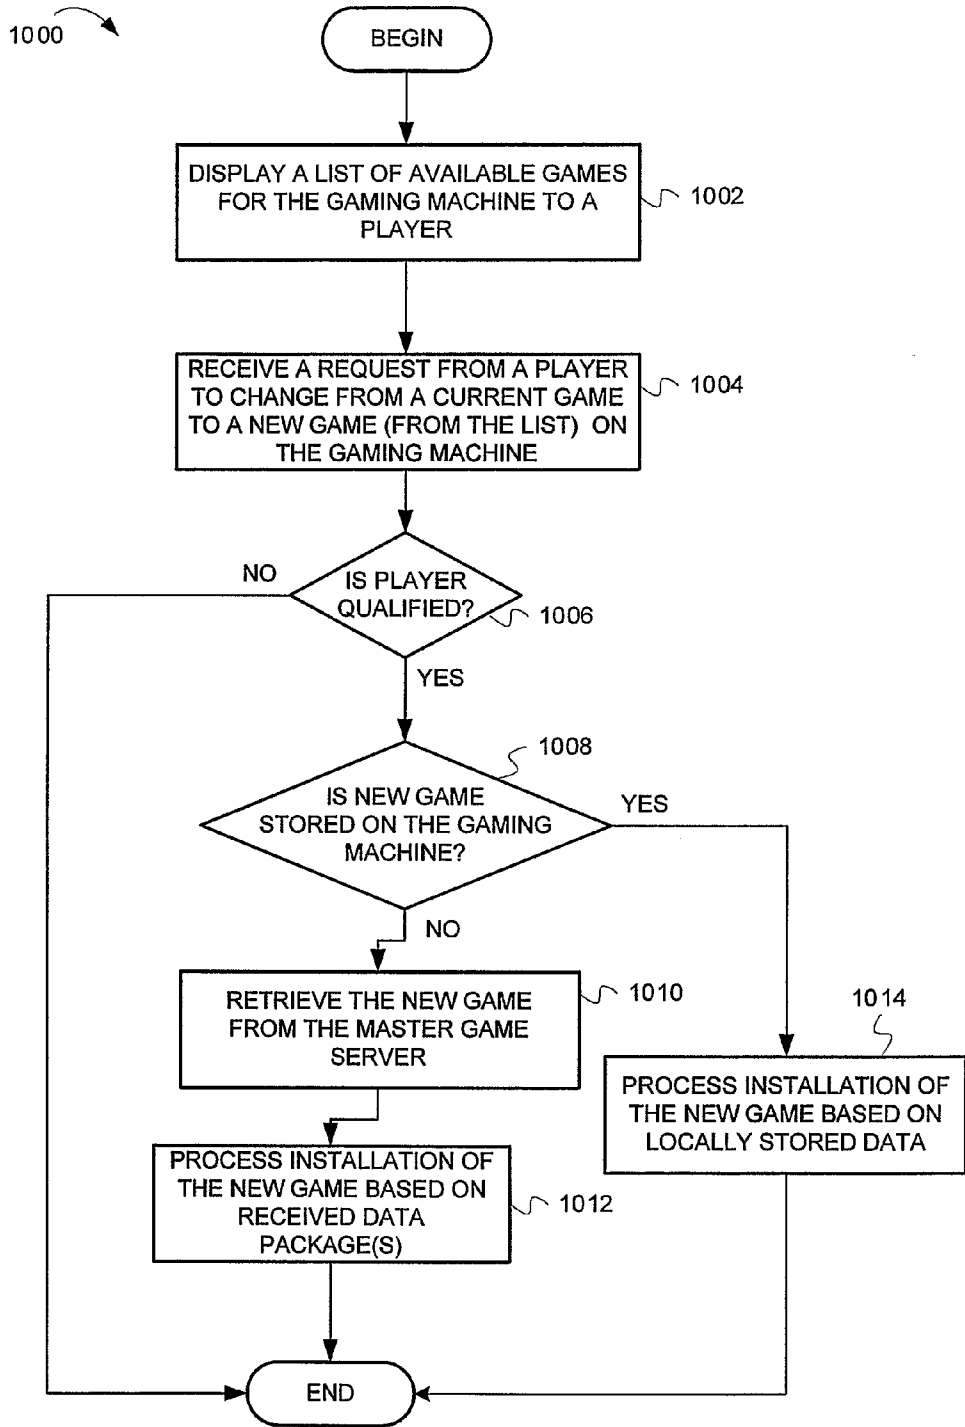 1000
BEGIN
DISPLAY A LIST OF AVAILABLE GAMES
FOR THE GAMING MACHINE TO A
PLAYER
1002
RECEIVE A REQUEST FROM A PLAYER
TO CHANGE FROM A CURRENT GAME
TO A NEW GAME (FROM THE LIST) ON
THE GAMING MACHINE
1004
IS PLAYER
QUALIFIED?
1006
NO
YES
1008
IS NEW GAME
STORED ON THE GAMING
MACHINE?
YES
NO
RETRIEVE THE NEW GAME
FROM THE MASTER GAME
SERVER
1010
1014
PROCESS INSTALLATION OF
THE NEW GAME BASED ON
LOCALLY STORED DATA
PROCESS INSTALLATION OF
THE NEW GAME BASED ON
RECEIVED DATA
PACKAGE(S)
1012
END